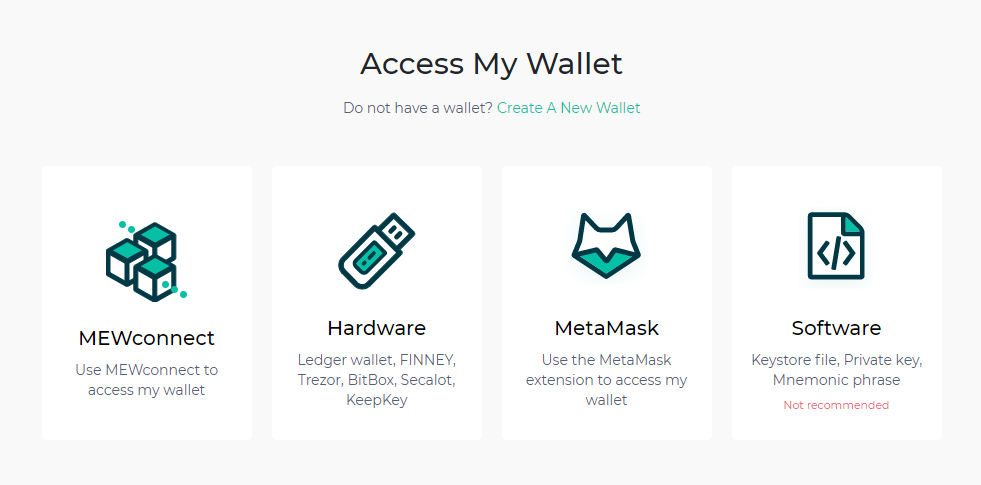 Access My Wallet
Do not have a wallet? Create A New Wallet
MEWconnect
Use MEWconnect to
access my wallet
Hardware
Ledger wallet, FINNEY,
Trezor, BitBox, Secalot,
KeepKey
MetaMask
Use the MetaMask
extension to access my
wallet
Software
Keystore file, Private key,
Mnemonic phrase
Not recommended